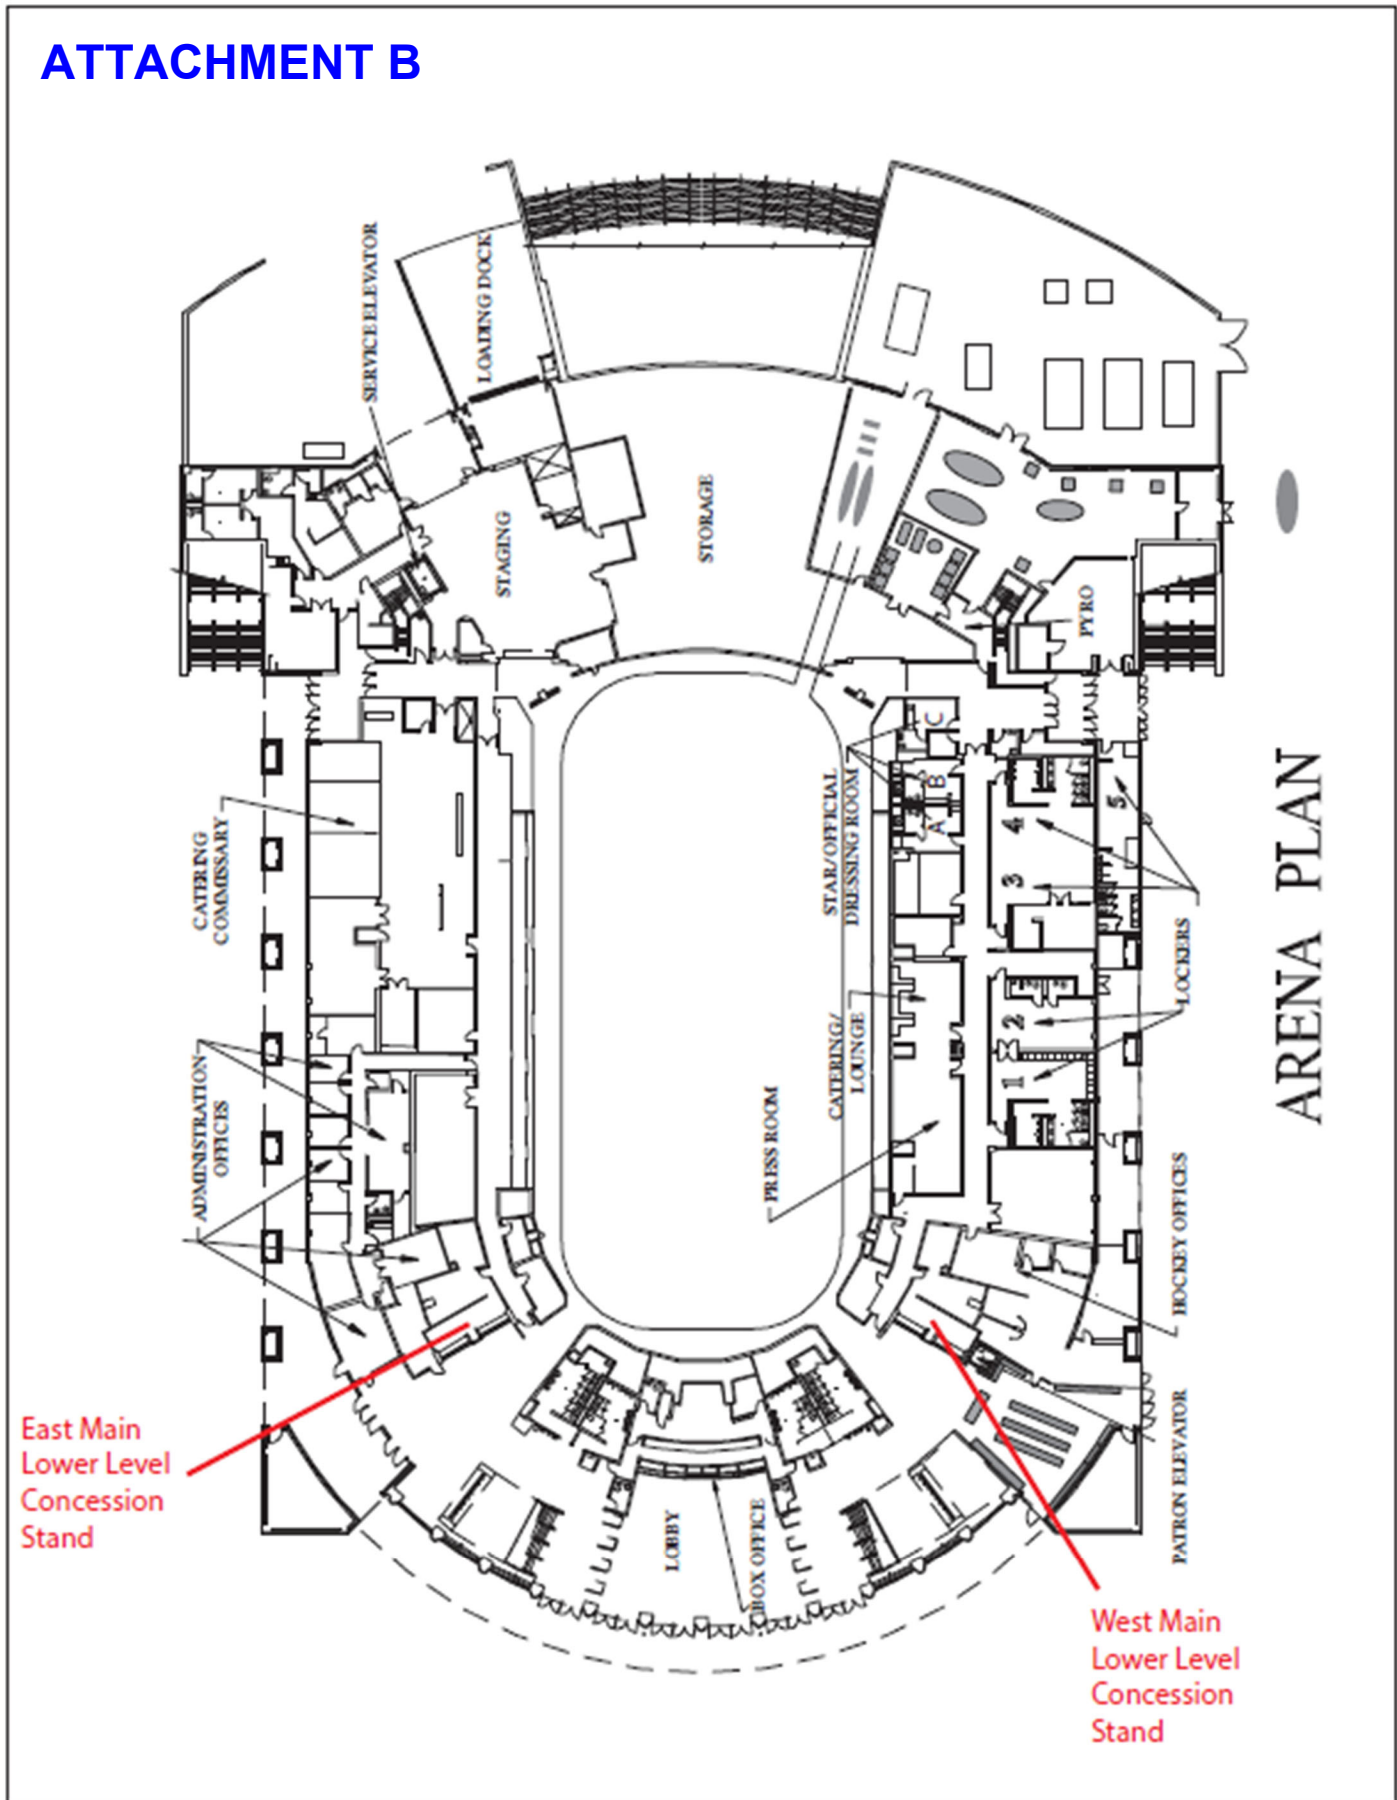 ATTACHMENT B
SERVICE ELEVATOR
LOADING DOCK
STAGING
STORAGE
PYRO
CATERING
COMMISSARY
STAR/OFFICIAL
DRESSING ROOM
A
B
C
5
4
3
2
1
LOCKERS
ARENA PLAN
ADMINISTRATION
OFFICES
CATERING/
LOUNGE
PRESS ROOM
HOCKEY OFFICES
PATRON ELEVATOR
LOBBY
BOX OFFICE
East Main
Lower Level
Concession
Stand
West Main
Lower Level
Concession
Stand